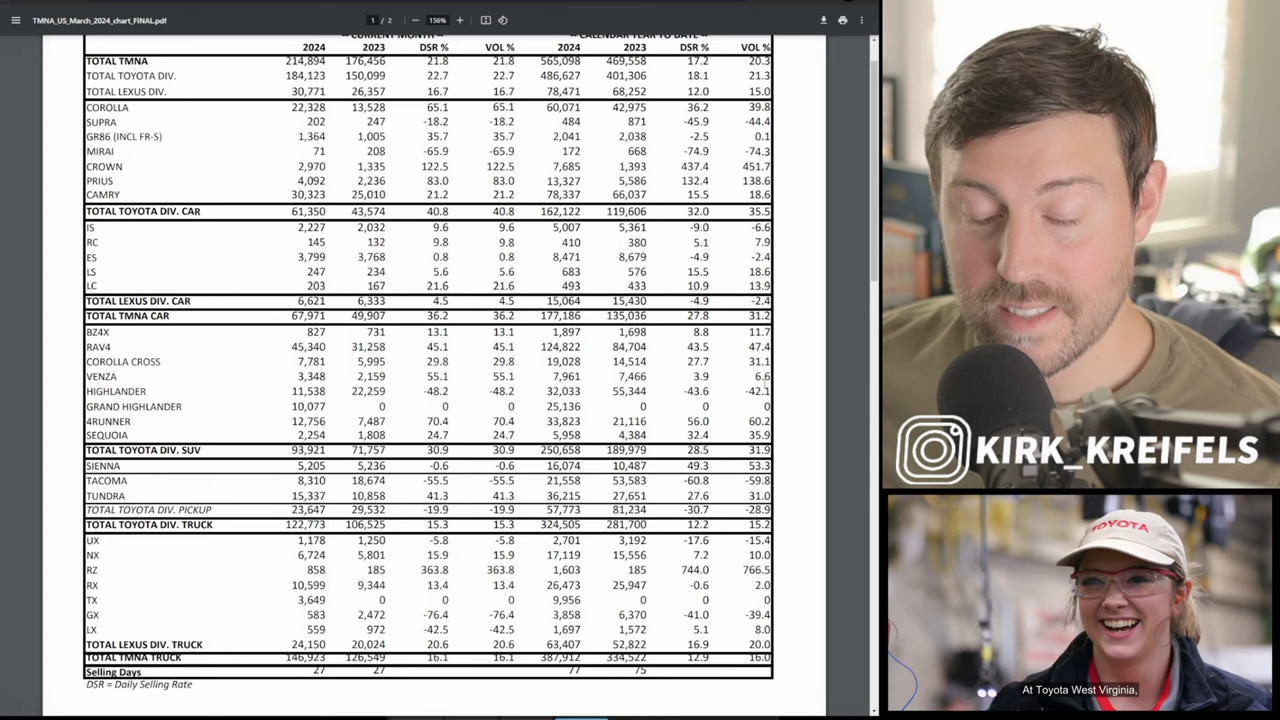 TMNA_US_March_2024_chart_FINAL.pdf 1 / 2 156%
-- CURRENT MONTH -- -- CALENDAR YEAR TO DATE --
2024 2023 DSR % VOL % 2024 2023 DSR % VOL %
TOTAL TMNA 214,894 176,456 21.8 21.8 565,098 469,558 17.2 20.3
TOTAL TOYOTA DIV. 184,123 150,099 22.7 22.7 486,627 401,306 18.1 21.3
TOTAL LEXUS DIV. 30,771 26,357 16.7 16.7 78,471 68,252 12.0 15.0
COROLLA 22,328 13,528 65.1 65.1 60,071 42,975 36.2 39.8
SUPRA 202 247 -18.2 -18.2 484 871 -45.9 -44.4
GR86 (INCL FR-S) 1,364 1,005 35.7 35.7 2,041 2,038 -2.5 0.1
MIRAI 71 208 -65.9 -65.9 172 668 -74.9 -74.3
CROWN 2,970 1,335 122.5 122.5 7,685 1,393 437.4 451.7
PRIUS 4,092 2,236 83.0 83.0 13,327 5,586 132.4 138.6
CAMRY 30,323 25,010 21.2 21.2 78,337 66,037 15.5 18.6
TOTAL TOYOTA DIV. CAR 61,350 43,574 40.8 40.8 162,122 119,606 32.0 35.5
IS 2,227 2,032 9.6 9.6 5,007 5,361 -9.0 -6.6
RC 145 132 9.8 9.8 410 380 5.1 7.9
ES 3,799 3,768 0.8 0.8 8,471 8,679 -4.9 -2.4
LS 247 234 5.6 5.6 683 576 15.5 18.6
LC 203 167 21.6 21.6 493 433 10.9 13.9
TOTAL LEXUS DIV. CAR 6,621 6,333 4.5 4.5 15,064 15,430 -4.9 -2.4
TOTAL TMNA CAR 67,971 49,907 36.2 36.2 177,186 135,036 27.8 31.2
BZ4X 827 731 13.1 13.1 1,897 1,698 8.8 11.7
RAV4 45,340 31,258 45.1 45.1 124,822 84,704 43.5 47.4
COROLLA CROSS 7,781 5,995 29.8 29.8 19,028 14,514 27.7 31.1
VENZA 3,348 2,159 55.1 55.1 7,961 7,466 3.9 6.6
HIGHLANDER 11,538 22,259 -48.2 -48.2 32,033 55,344 -43.6 -42.1
GRAND HIGHLANDER 10,077 0 0 0 25,136 0 0 0
4RUNNER 12,756 7,487 70.4 70.4 33,823 21,116 56.0 60.2
SEQUOIA 2,254 1,808 24.7 24.7 5,958 4,384 32.4 35.9
TOTAL TOYOTA DIV. SUV 93,921 71,757 30.9 30.9 250,658 189,979 28.5 31.9
SIENNA 5,205 5,236 -0.6 -0.6 16,074 10,487 49.3 53.3
TACOMA 8,310 18,674 -55.5 -55.5 21,558 53,583 -60.8 -59.8
TUNDRA 15,337 10,858 41.3 41.3 36,215 27,651 27.6 31.0
TOTAL TOYOTA DIV. PICKUP 23,647 29,532 -19.9 -19.9 57,773 81,234 -30.7 -28.9
TOTAL TOYOTA DIV. TRUCK 122,773 106,525 15.3 15.3 324,505 281,700 12.2 15.2
UX 1,178 1,250 -5.8 -5.8 2,701 3,192 -17.6 -15.4
NX 6,724 5,801 15.9 15.9 17,119 15,556 7.2 10.0
RZ 858 185 363.8 363.8 1,603 185 744.0 766.5
RX 10,599 9,344 13.4 13.4 26,473 25,947 -0.6 2.0
TX 3,649 0 0 0 9,956 0 0 0
GX 583 2,472 -76.4 -76.4 3,858 6,370 -41.0 -39.4
LX 559 972 -42.5 -42.5 1,697 1,572 5.1 8.0
TOTAL LEXUS DIV. TRUCK 24,150 20,024 20.6 20.6 63,407 52,822 16.9 20.0
TOTAL TMNA TRUCK 146,923 126,549 16.1 16.1 387,912 334,522 12.9 16.0
Selling Days 27 27 77 75
DSR = Daily Selling Rate
KIRK_KREIFELS
TOYOTA
At Toyota West Virginia,